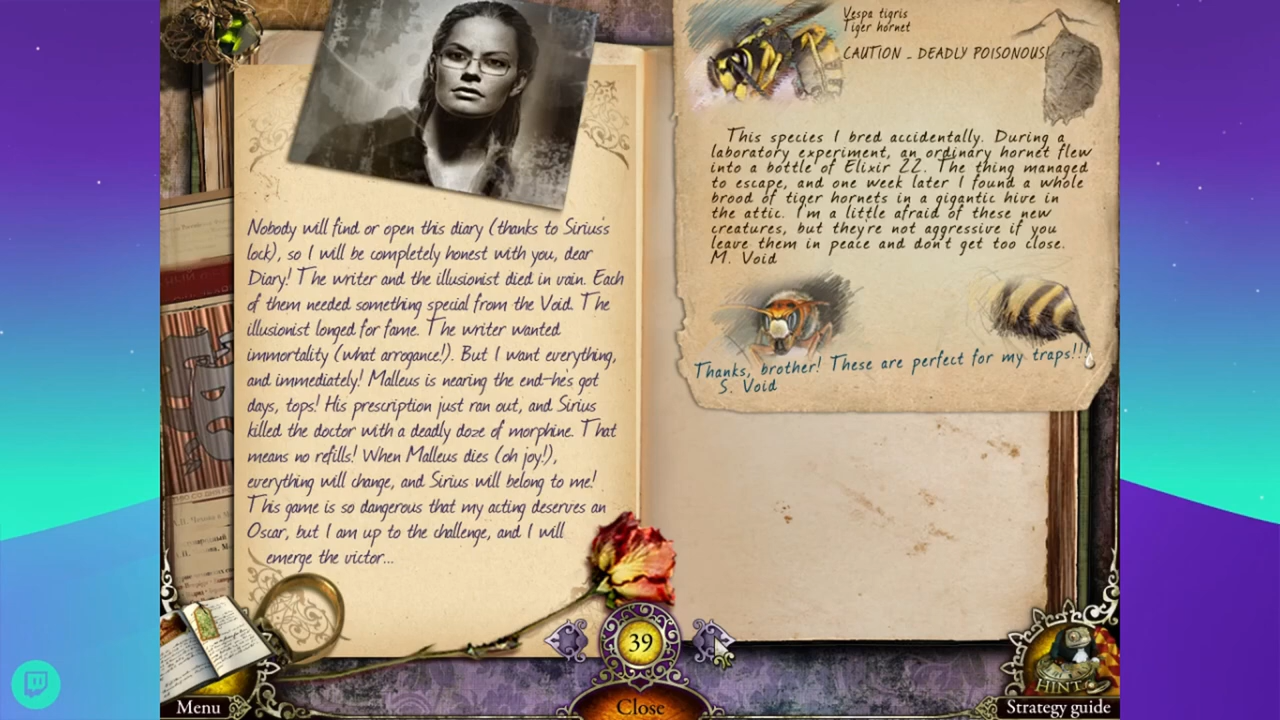 Nobody will find or open this diary (thanks to Sirius's
lock), so I will be completely honest with you, dear
Diary! The writer and the illusionist died in vain. Each
of them needed something special from the Void. The
illusionist longed for fame. The writer wanted
immortality (what arrogance!). But I want everything,
and immediately! Malleus is nearing the end-he's got
days, tops! His prescription just ran out, and Sirius
killed the doctor with a deadly doze of morphine. That
means no refills! When Malleus dies (oh joy!),
everything will change, and Sirius will belong to me!
This game is so dangerous that my acting deserves an
Oscar, but I am up to the challenge, and I will
emerge the victor...
Vespa tigris
Tiger hornet
CAUTION - DEADLY POISONOUS!
This species I bred accidentally. During a
laboratory experiment, an ordinary hornet flew
into a bottle of Elixir 22. The thing managed
to escape, and one week later I found a whole
brood of tiger hornets in a gigantic hive in
the attic. I'm a little afraid of these new
creatures, but they're not aggressive if you
leave them in peace and don't get too close.
M. Void
Thanks, brother! These are perfect for my traps!!!
S. Void
39
Menu
Close
HINT
Strategy guide